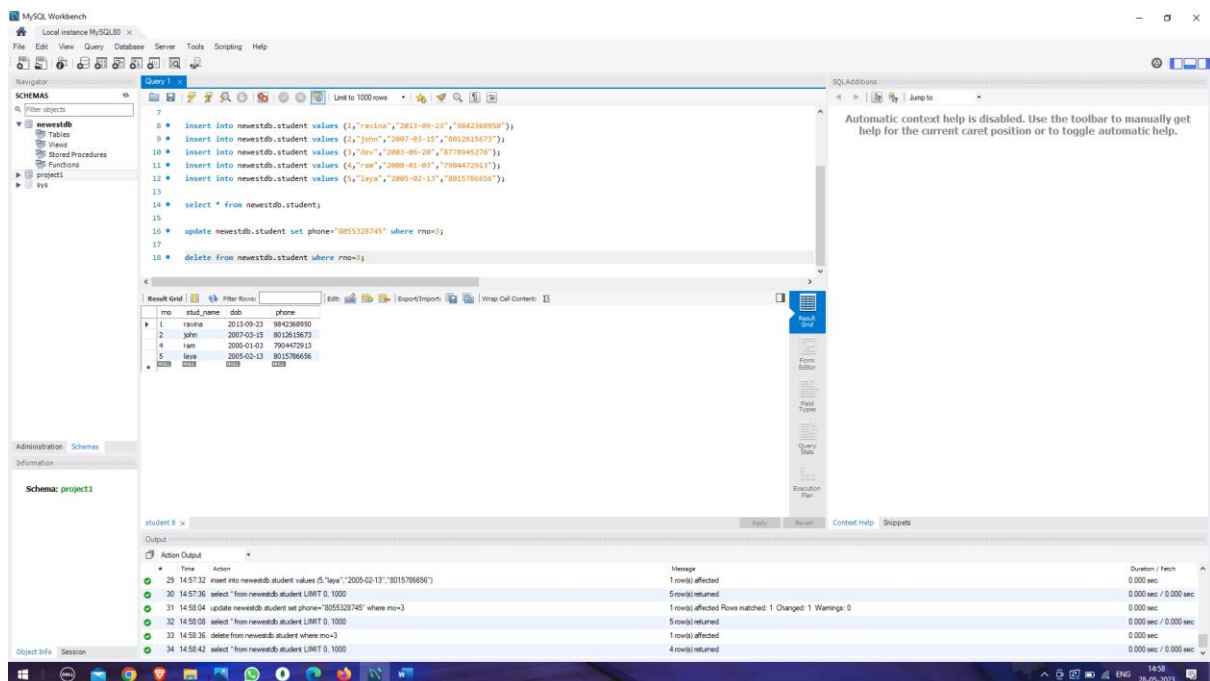 MySQL Workbench
Local instance MySQL80 ×
File Edit View Query Database Server Tools Scripting Help
Navigator
SCHEMAS
Filter objects
newestdb
Tables
Views
Stored Procedures
Functions
project1
sys
Administration Schemas
Information
Schema: project1
Object Info Session
Query 1 ×
Limit to 1000 rows
7
8 insert into newestdb.student values (1,"ravina","2013-09-23","9842368950");
9 insert into newestdb.student values (2,"john","2007-03-15","8012615673");
10 insert into newestdb.student values (3,"dev","2003-06-20","8778945278");
11 insert into newestdb.student values (4,"ram","2000-01-03","7904472913");
12 insert into newestdb.student values (5,"laya","2005-02-13","8015786656");
13
14 select * from newestdb.student;
15
16 update newestdb.student set phone="8055328745" where rno=3;
17
18 delete from newestdb.student where rno=3;
Result Grid Filter Rows: Edit: Export/Import: Wrap Cell Content:
rno stud_name dob phone
1 ravina 2013-09-23 9842368950
2 john 2007-03-15 8012615673
4 ram 2000-01-03 7904472913
5 laya 2005-02-13 8015786656
NULL NULL NULL NULL
Result Grid
Form Editor
Field Types
Query Stats
Execution Plan
student 6 ×
Apply Revert
SQLAdditions
Jump to
Automatic context help is disabled. Use the toolbar to manually get
help for the current caret position or to toggle automatic help.
Context Help Snippets
Output
Action Output
# Time Action Message Duration / Fetch
29 14:57:32 insert into newestdb.student values (5,"laya","2005-02-13","8015786656") 1 row(s) affected 0.000 sec
30 14:57:36 select * from newestdb.student LIMIT 0, 1000 5 row(s) returned 0.000 sec / 0.000 sec
31 14:58:04 update newestdb.student set phone="8055328745" where rno=3 1 row(s) affected Rows matched: 1 Changed: 1 Warnings: 0 0.000 sec
32 14:58:08 select * from newestdb.student LIMIT 0, 1000 5 row(s) returned 0.000 sec / 0.000 sec
33 14:58:36 delete from newestdb.student where rno=3 1 row(s) affected 0.000 sec
34 14:58:42 select * from newestdb.student LIMIT 0, 1000 4 row(s) returned 0.000 sec / 0.000 sec
ENG
14:58
28-05-2023